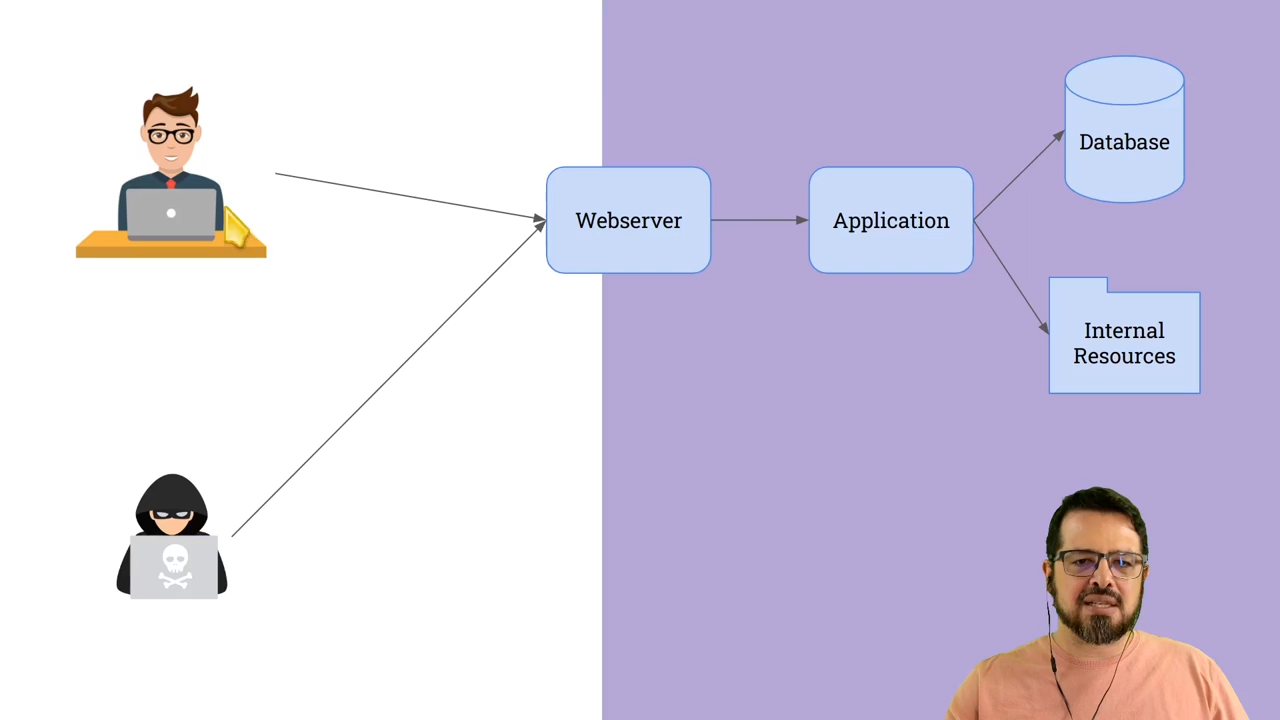 Webserver
Application
Database
Internal
Resources